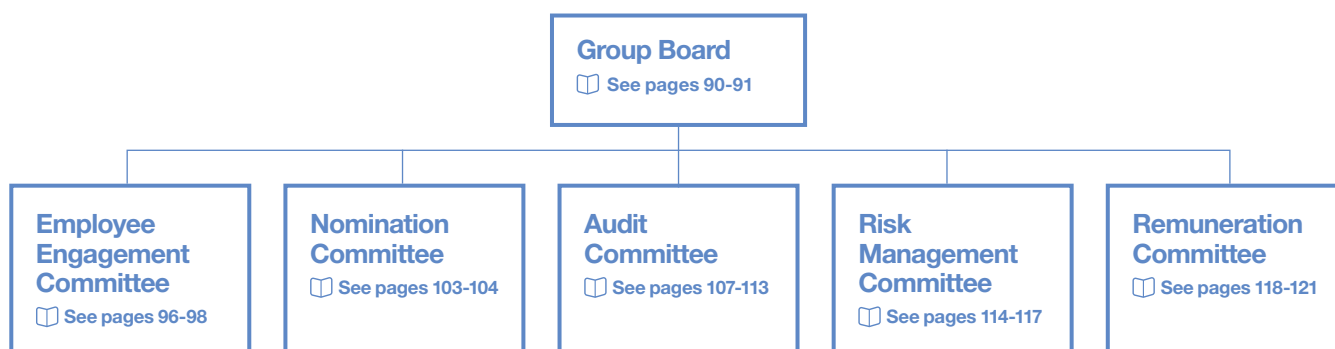 Group Board
See pages 90-91
Employee
Engagement
Committee
See pages 96-98
Nomination
Committee
See pages 103-104
Audit
Committee
See pages 107-113
Risk
Management
Committee
See pages 114-117
Remuneration
Committee
See pages 118-121